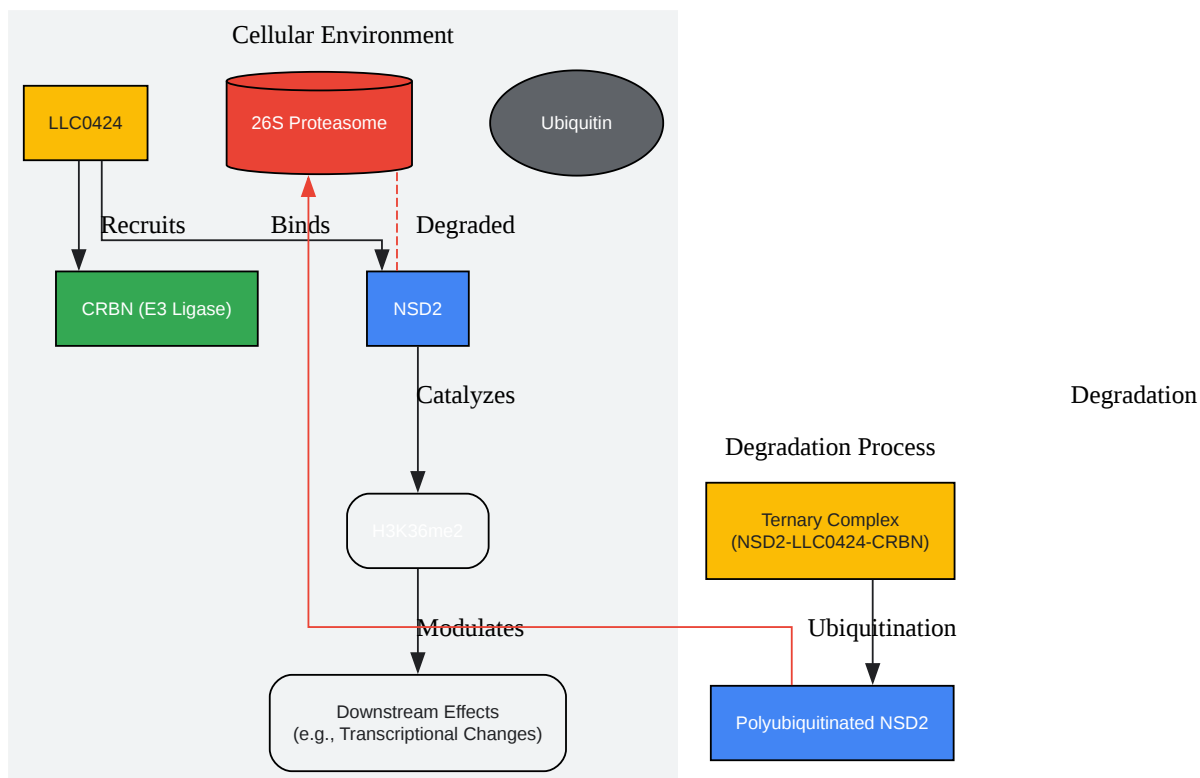 Cellular Environment
LLC0424
26S Proteasome
Ubiquitin
Recruits
Binds
Degraded
CRBN (E3 Ligase)
NSD2
Catalyzes
Degradation
Degradation Process
H3K36me2
Ternary Complex
(NSD2-LLC0424-CRBN)
Modulates
Ubiquitination
Downstream Effects
(e.g., Transcriptional Changes)
Polyubiquitinated NSD2